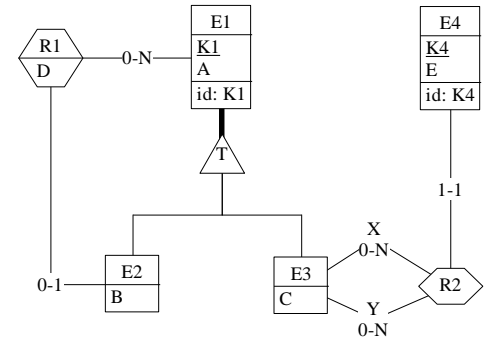 E1
K1
A
id: K1
E4
K4
E
id: K4
R1
D
0-N
T
1-1
X
0-N
E2
B
0-1
E3
C
R2
Y
0-N